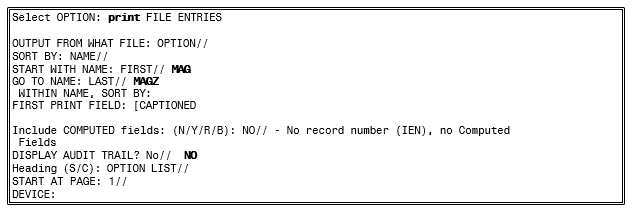 Select OPTION: print FILE ENTRIES
OUTPUT FROM WHAT FILE: OPTION//
SORT BY: NAME//
START WITH NAME: FIRST// MAG
GO TO NAME: LAST// MAGZ
WITHIN NAME, SORT BY:
FIRST PRINT FIELD: [CAPTIONED
Include COMPUTED fields: (N/Y/R/B): NO// - No record number (IEN), no Computed
Fields
DISPLAY AUDIT TRAIL? No// NO
Heading (S/C): OPTION LIST//
START AT PAGE: 1//
DEVICE: